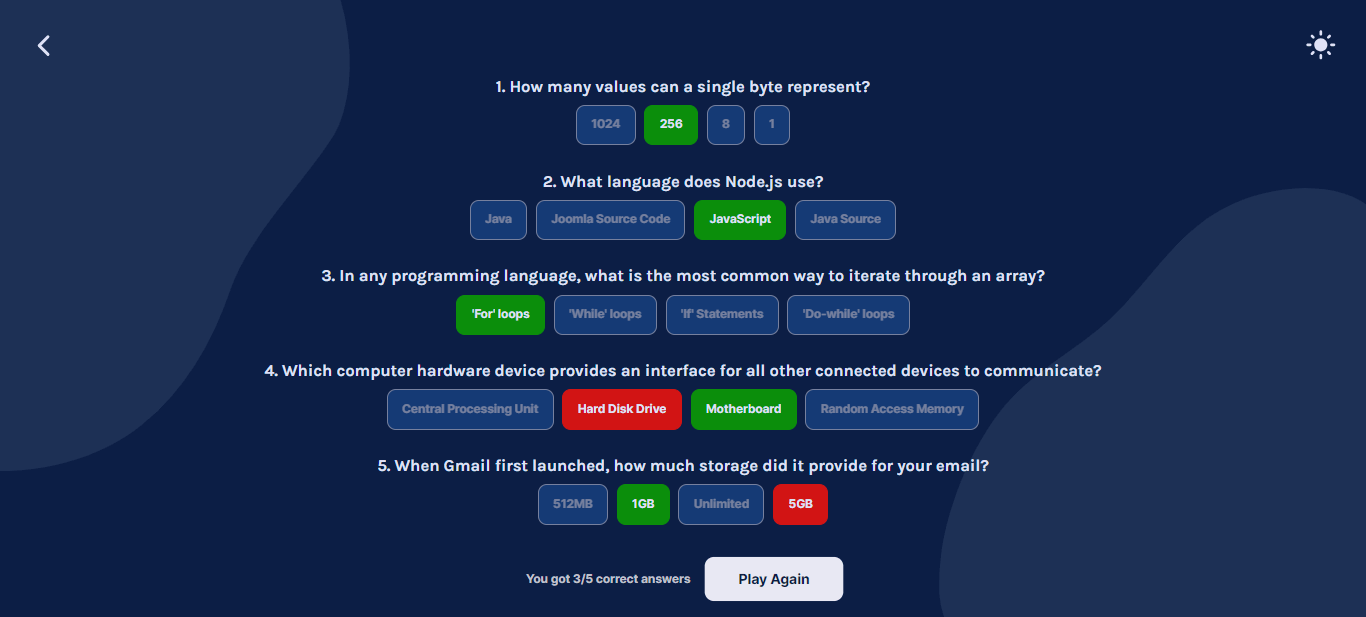 1. How many values can a single byte represent?
1024 256 8 1
2. What language does Node.js use?
Java Joomla Source Code JavaScript Java Source
3. In any programming language, what is the most common way to iterate through an array?
'For' loops 'While' loops 'If' Statements 'Do-while' loops
4. Which computer hardware device provides an interface for all other connected devices to communicate?
Central Processing Unit Hard Disk Drive Motherboard Random Access Memory
5. When Gmail first launched, how much storage did it provide for your email?
512MB 1GB Unlimited 5GB
You got 3/5 correct answers Play Again